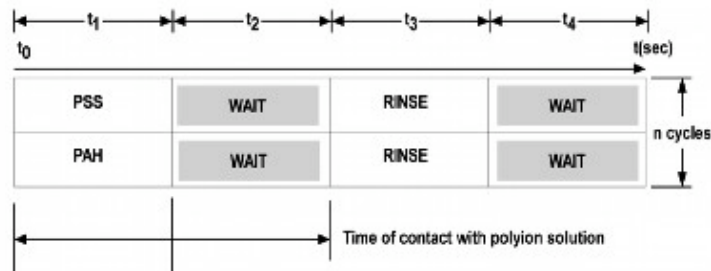 t1 t2 t3 t4
t0 t(sec)
PSS WAIT RINSE WAIT
n cycles
PAH WAIT RINSE WAIT
Time of contact with polyion solution